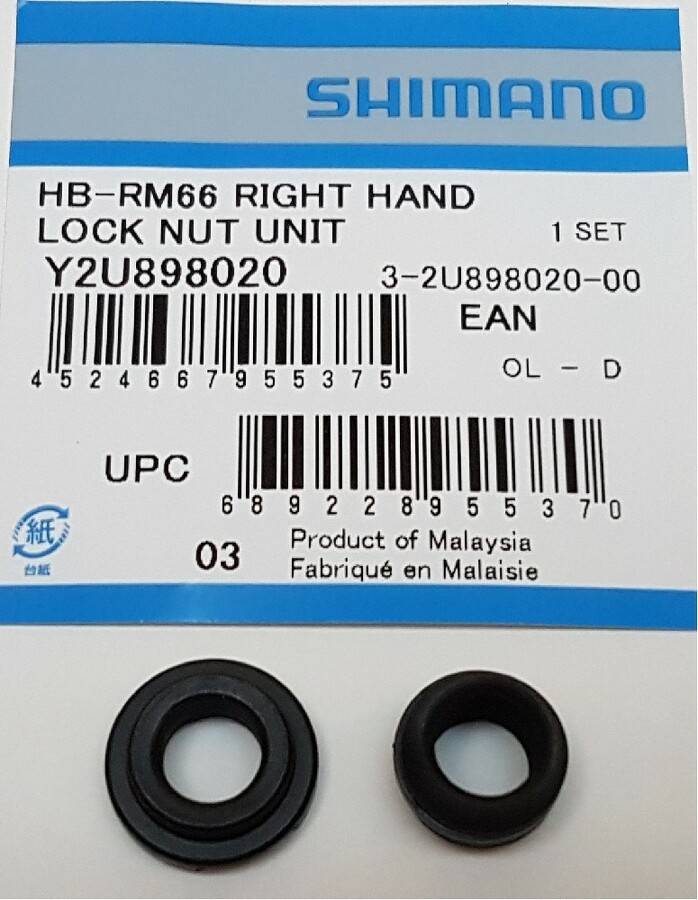 SHIMANO
HB-RM66 RIGHT HAND
LOCK NUT UNIT 1 SET
Y2U898020 3-2U898020-00
EAN
4 524667 955375
OL - D
UPC
6 89228 95537 0
紙
台紙
03
Product of Malaysia
Fabriqué en Malaisie